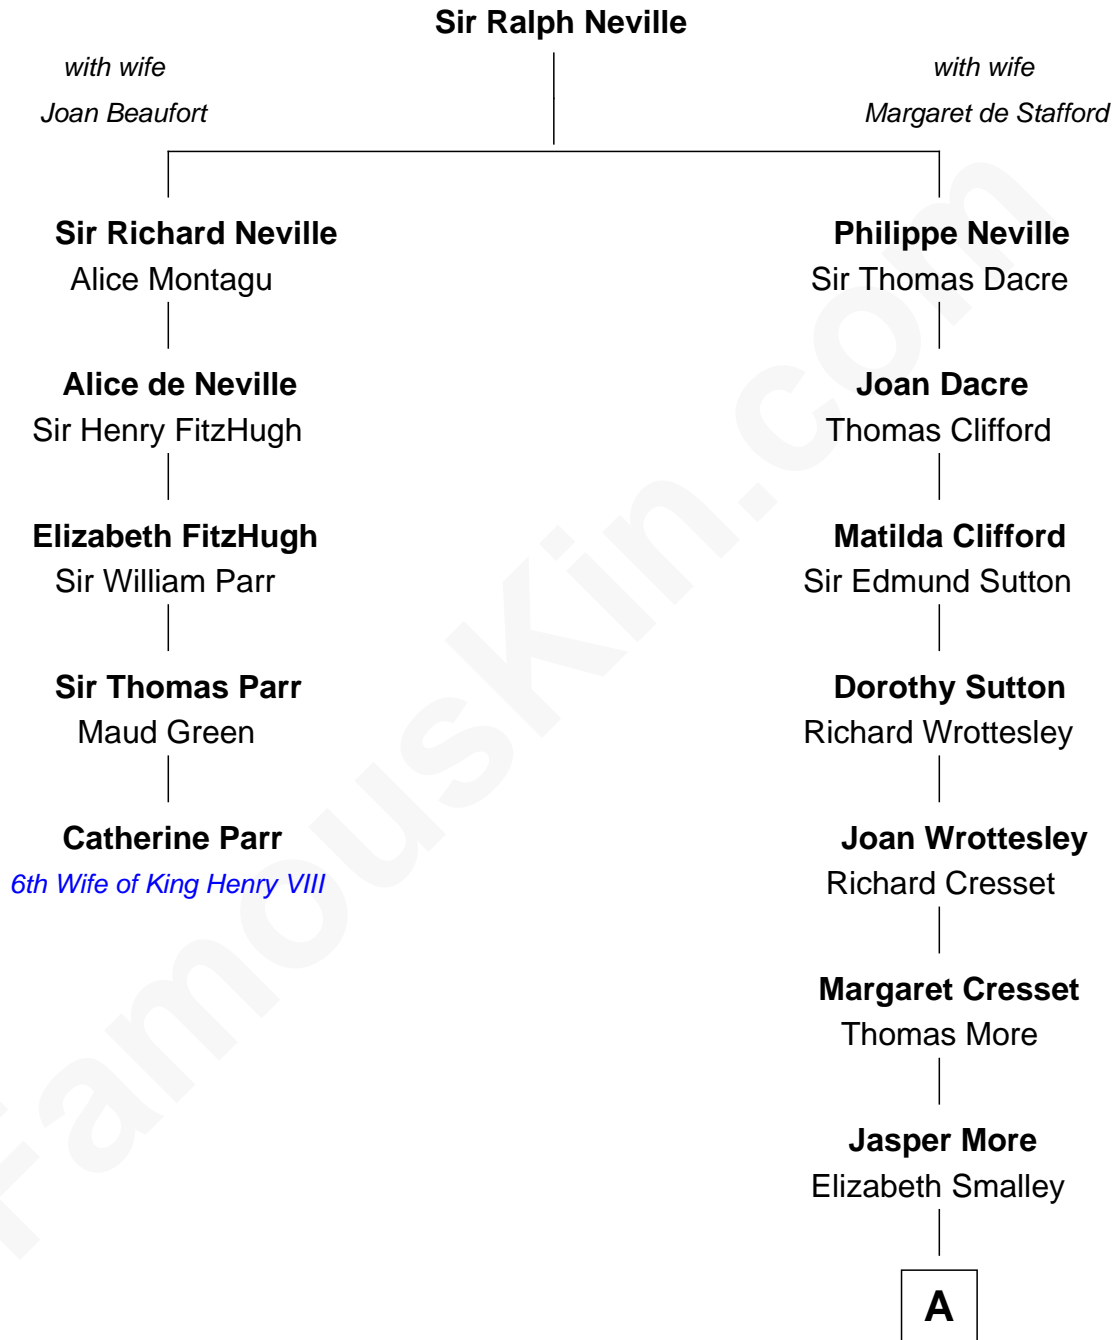 Sir Ralph Neville
with wife
Joan Beaufort
with wife
Margaret de Stafford
Sir Richard Neville
Alice Montagu
Alice de Neville
Sir Henry FitzHugh
Elizabeth FitzHugh
Sir William Parr
Sir Thomas Parr
Maud Green
Catherine Parr
6th Wife of King Henry VIII
Philippe Neville
Sir Thomas Dacre
Joan Dacre
Thomas Clifford
Matilda Clifford
Sir Edmund Sutton
Dorothy Sutton
Richard Wrottesley
Joan Wrottesley
Richard Cresset
Margaret Cresset
Thomas More
Jasper More
Elizabeth Smalley
A
FamousKin.com